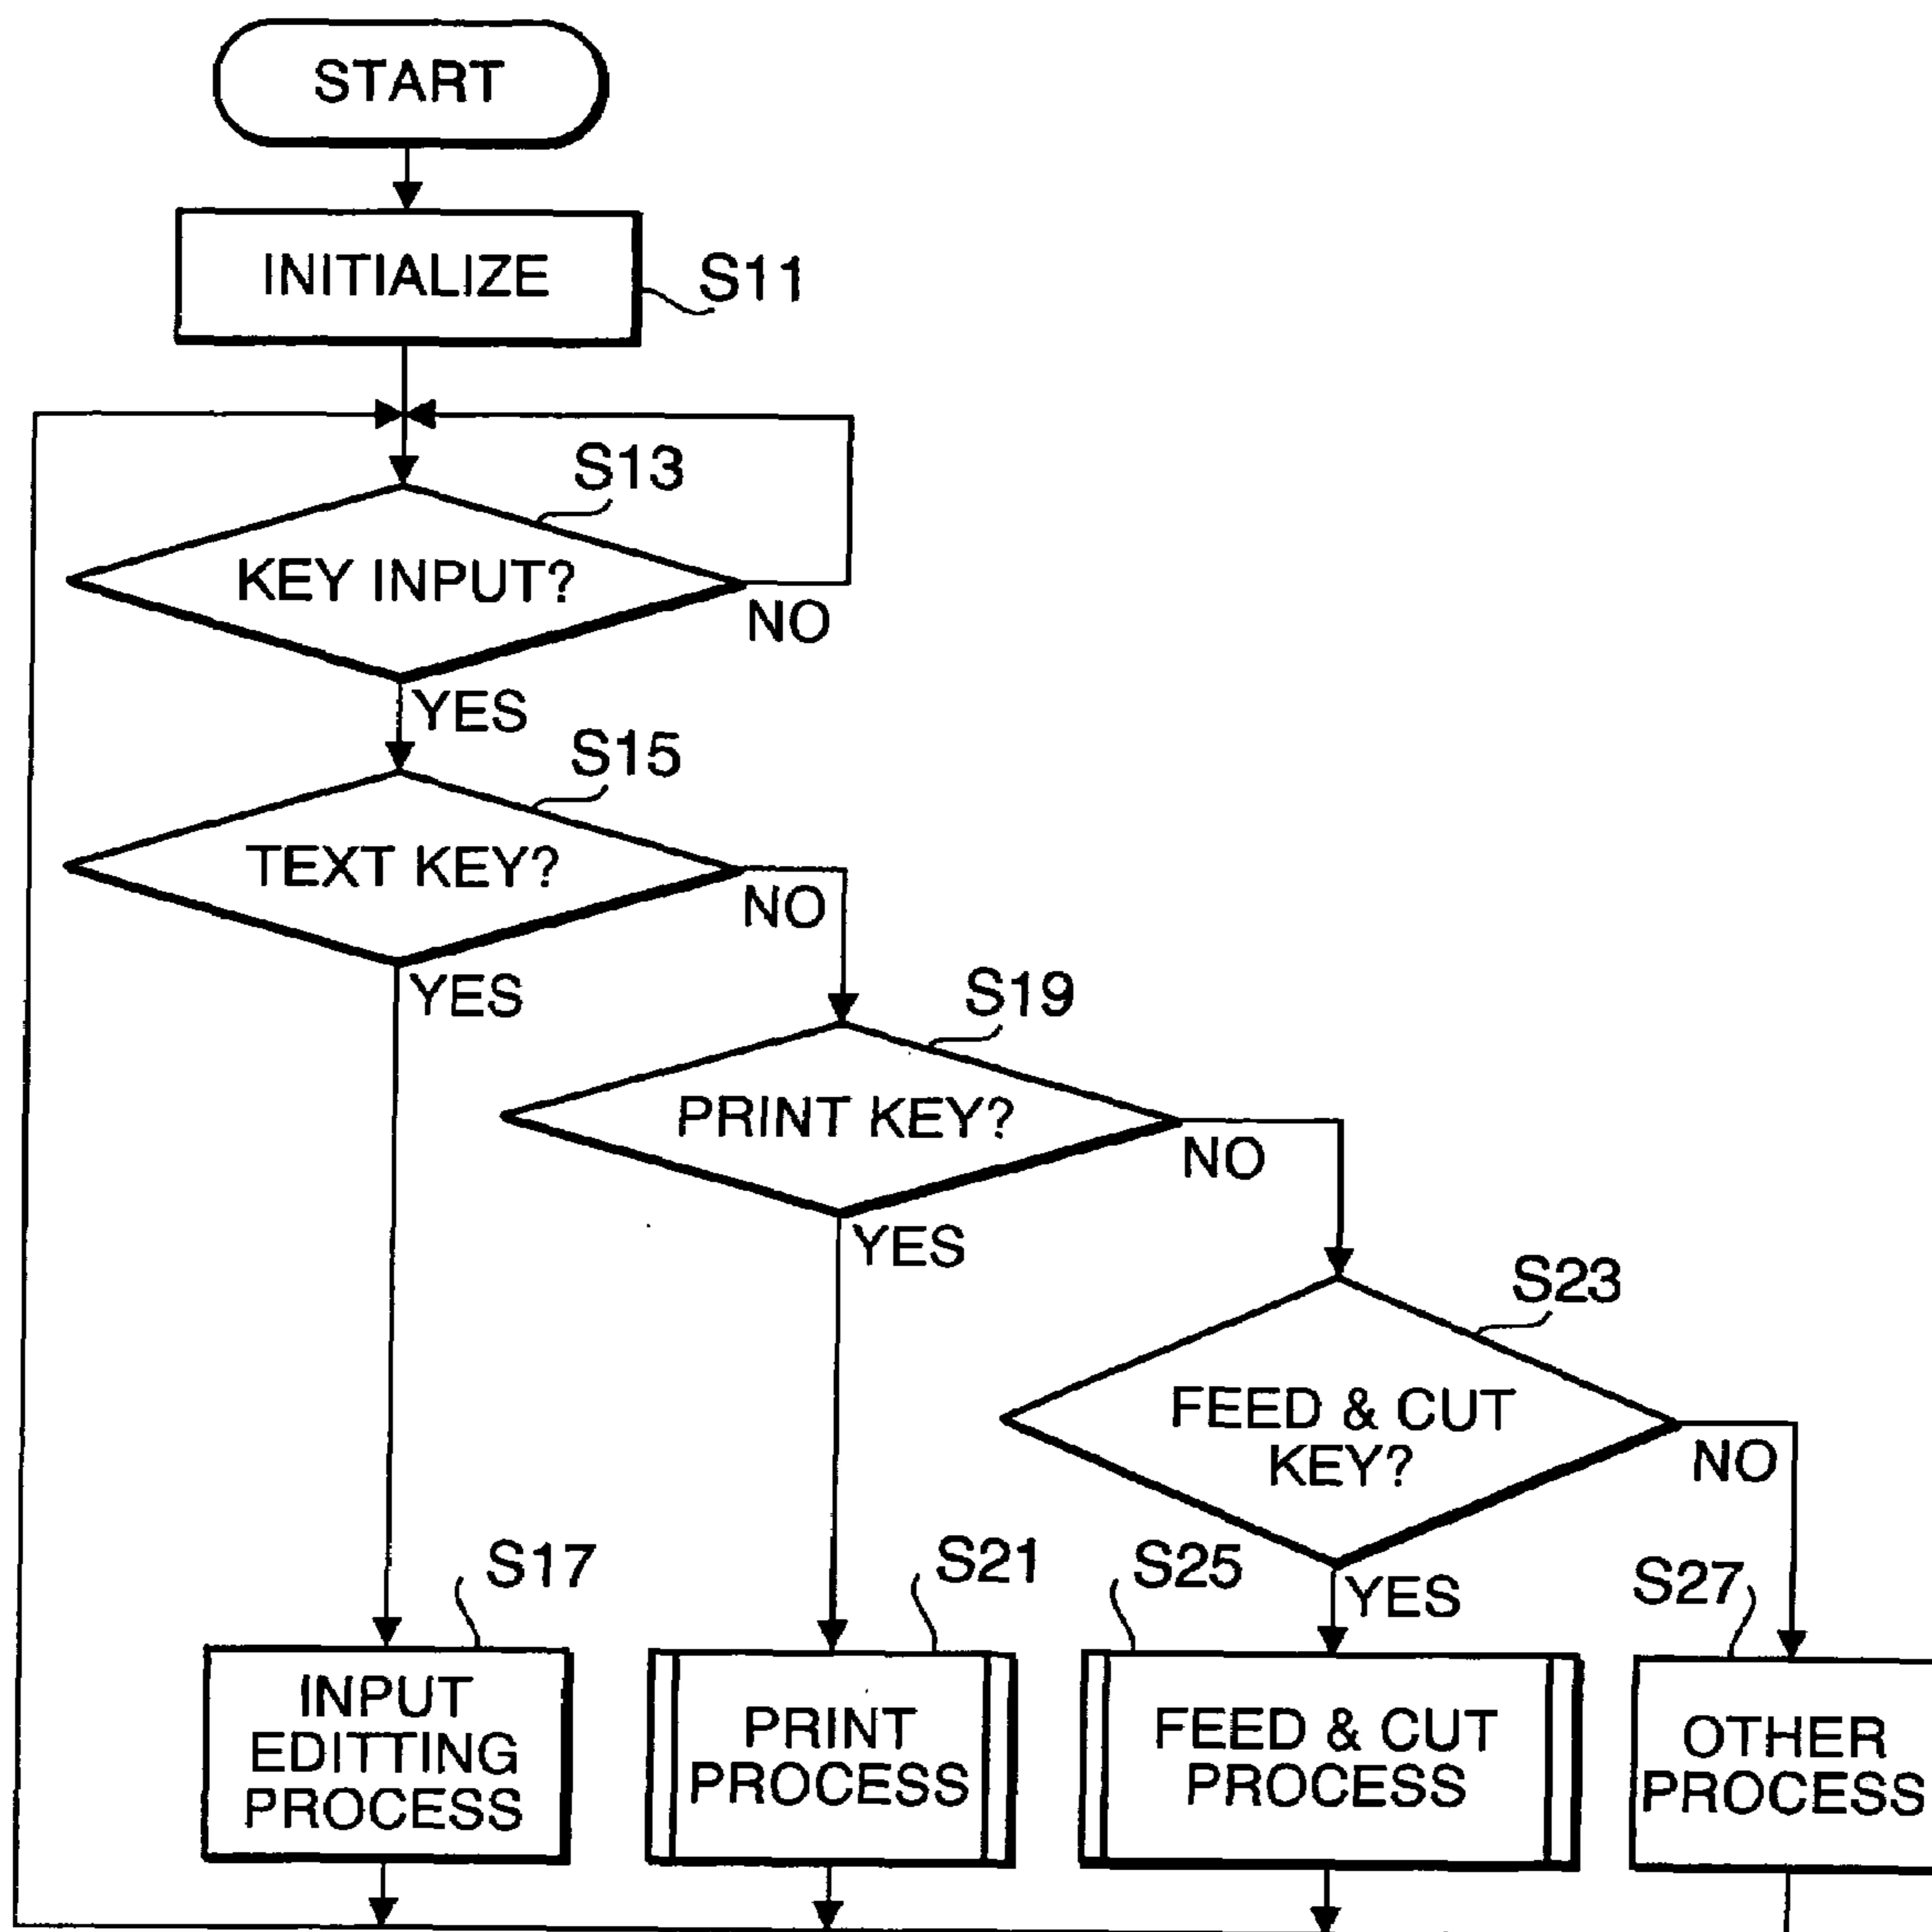 START
INITIALIZE
S11
S13
KEY INPUT?
NO
YES
S15
TEXT KEY?
NO
YES
S19
PRINT KEY?
NO
YES
S23
FEED & CUT
KEY?
NO
YES
S17
INPUT
EDITTING
PROCESS
S21
PRINT
PROCESS
S25
FEED & CUT
PROCESS
S27
OTHER
PROCESS